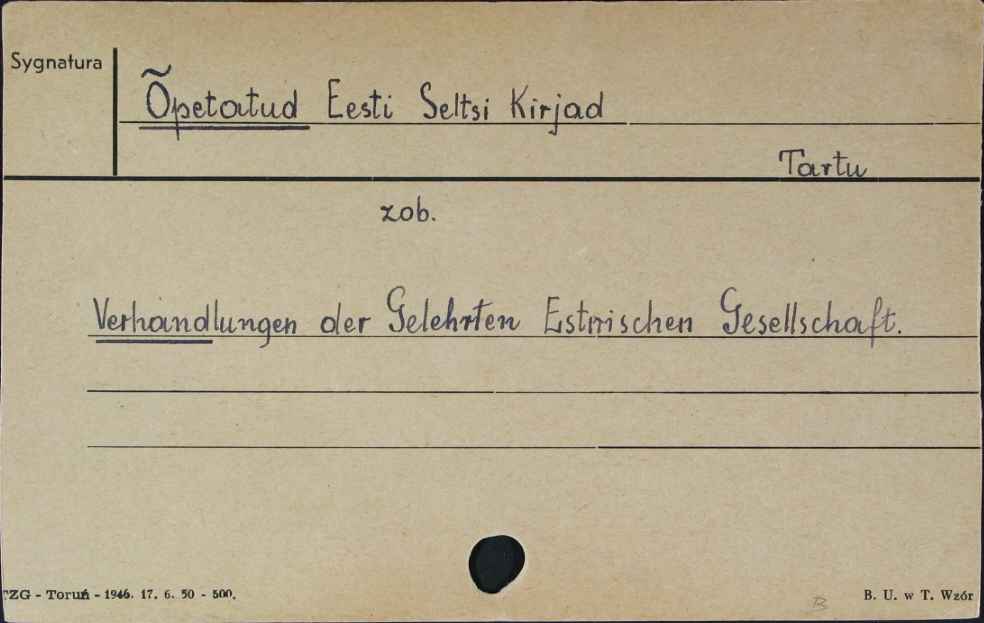 Sygnatura
Õpetatud Eesti Seltsi Kirjad
Tartu
zob.
Verhandlungen der Gelehrten Estnischen Gesellschaft.
TZG - Toruń - 1946. 17. 6. 50 - 500.
B
B. U. w T. Wzór